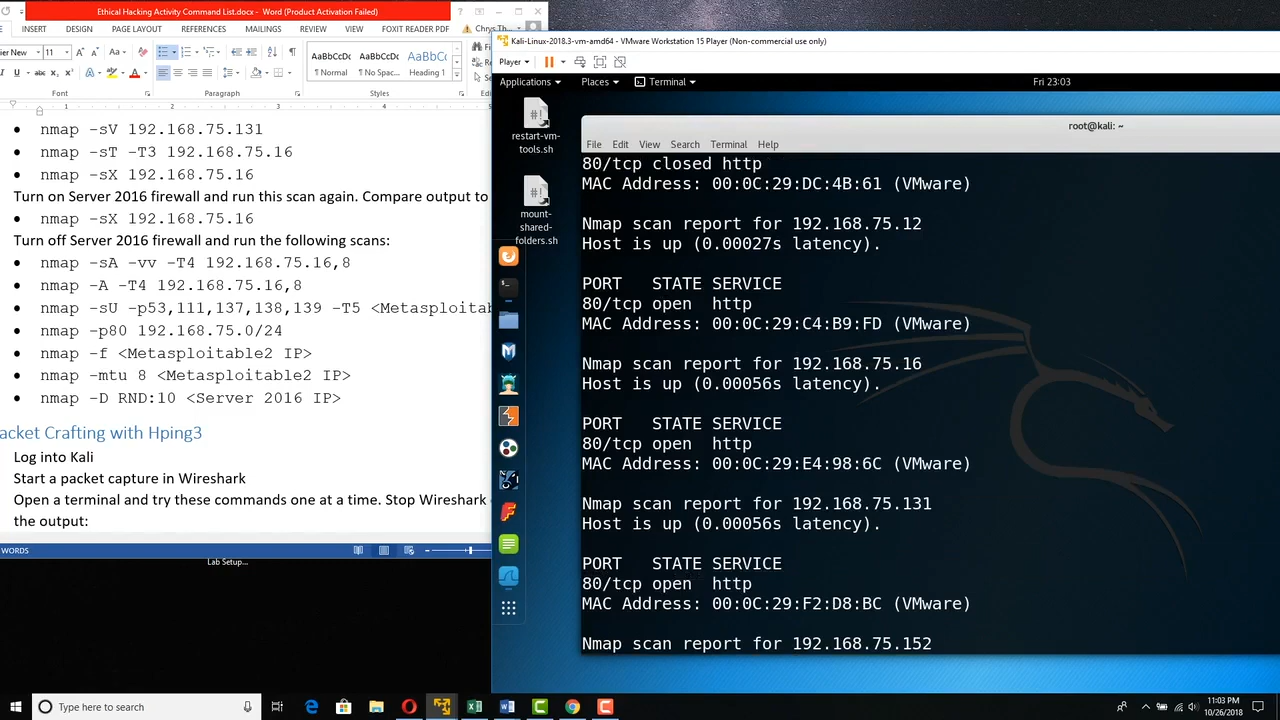 Ethical Hacking Activity Command List.docx - Word (Product Activation Failed)
INSERT DESIGN PAGE LAYOUT REFERENCES MAILINGS REVIEW VIEW FOXIT READER PDF Chrys Th...
ier New 11 Aa
AaBbCcDc AaBbCcDc AaBbCc
¶ Normal ¶ No Spac... Heading 1
Font Paragraph Styles
1 2 3 4
nmap -sV 192.168.75.131
nmap -sT -T3 192.168.75.16
nmap -sX 192.168.75.16
Turn on Server 2016 firewall and run this scan again. Compare output to
nmap -sX 192.168.75.16
Turn off Server 2016 firewall and run the following scans:
nmap -sA -vv -T4 192.168.75.16,8
nmap -A -T4 192.168.75.16,8
nmap -sU -p53,111,137,138,139 -T5 <Metasploitab
nmap -p80 192.168.75.0/24
nmap -f <Metasploitable2 IP>
nmap -mtu 8 <Metasploitable2 IP>
nmap -D RND:10 <Server 2016 IP>
acket Crafting with Hping3
Log into Kali
Start a packet capture in Wireshark
Open a terminal and try these commands one at a time. Stop Wireshark
the output:
WORDS
Lab Setup...
Kali-Linux-2018.3-vm-amd64 - VMware Workstation 15 Player (Non-commercial use only)
Player
Applications Places Terminal Fri 23:03
restart-vm-
tools.sh
mount-
shared-
folders.sh
root@kali: ~
File Edit View Search Terminal Help
80/tcp closed http
MAC Address: 00:0C:29:DC:4B:61 (VMware)
Nmap scan report for 192.168.75.12
Host is up (0.00027s latency).
PORT STATE SERVICE
80/tcp open http
MAC Address: 00:0C:29:C4:B9:FD (VMware)
Nmap scan report for 192.168.75.16
Host is up (0.00056s latency).
PORT STATE SERVICE
80/tcp open http
MAC Address: 00:0C:29:E4:98:6C (VMware)
Nmap scan report for 192.168.75.131
Host is up (0.00056s latency).
PORT STATE SERVICE
80/tcp open http
MAC Address: 00:0C:29:F2:D8:BC (VMware)
Nmap scan report for 192.168.75.152
Type here to search
11:03 PM
10/26/2018